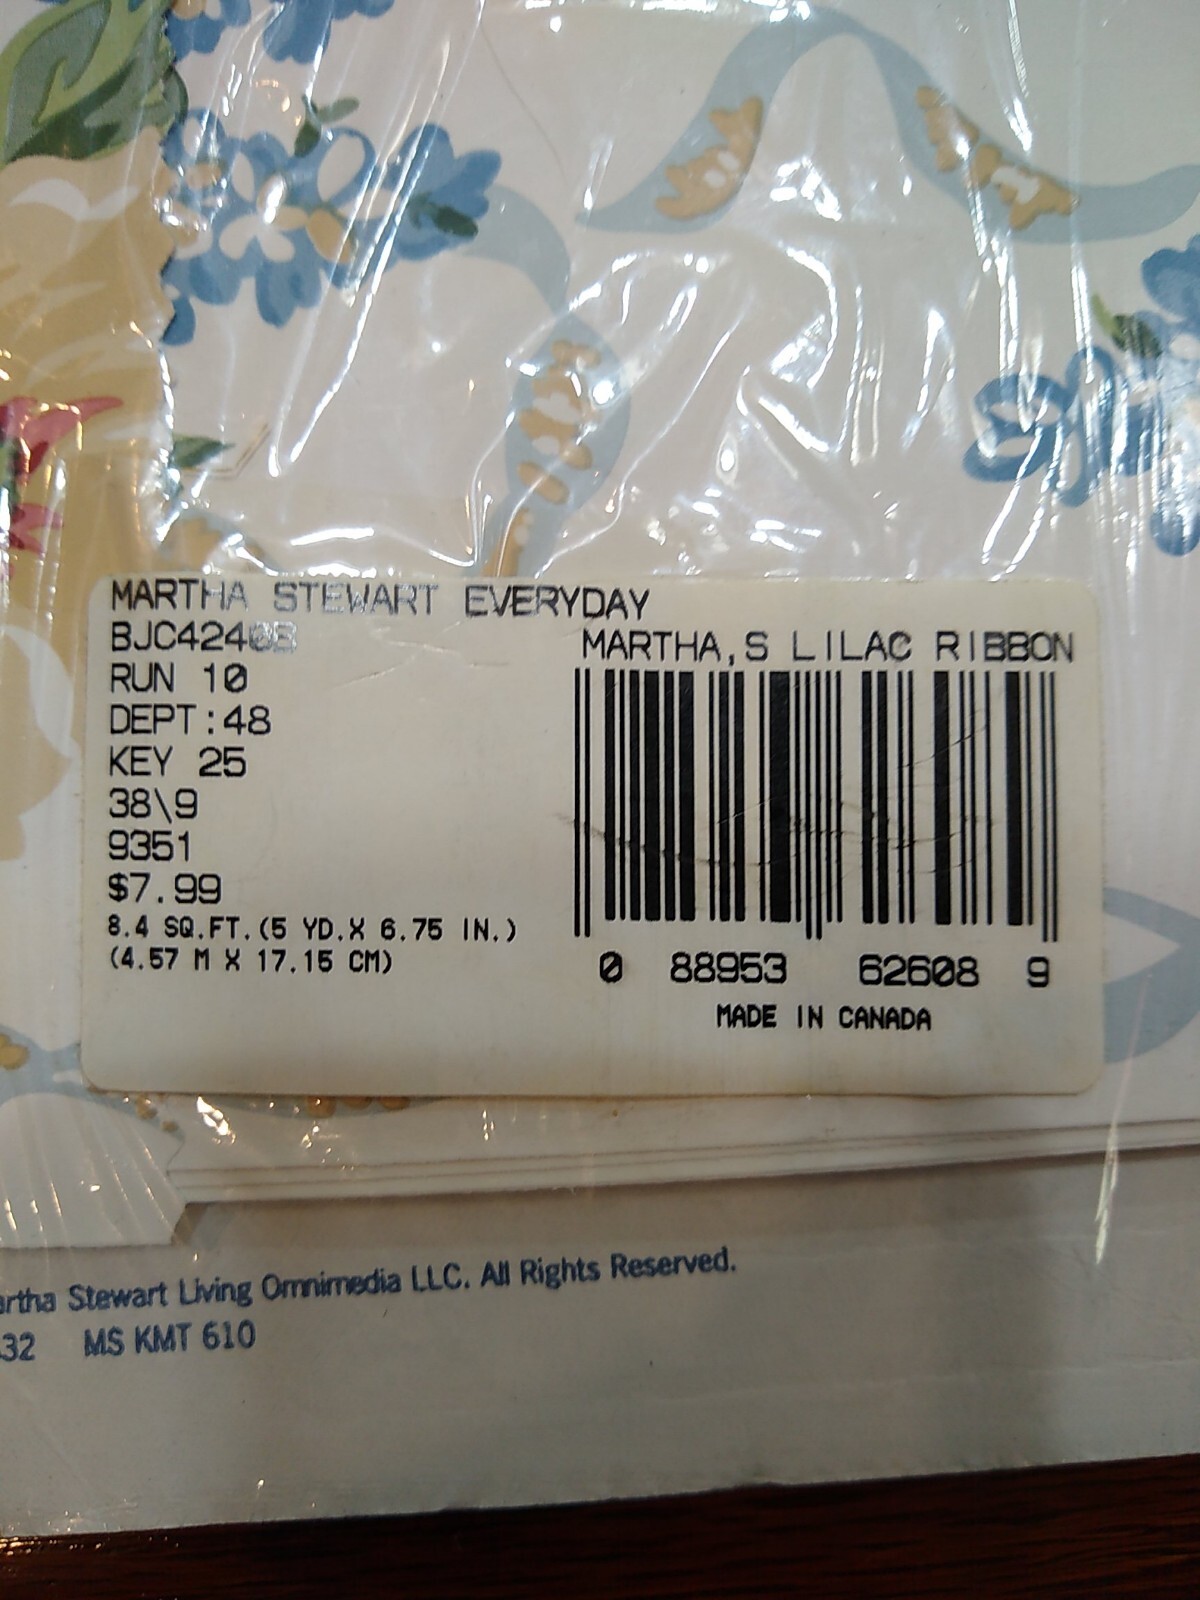 MARTHA STEWART EVERYDAY
MARTHA,S LILAC RIBBON
RUN 10
DEPT:48
KEY 25
38\9
9351
$7.99
8.4 SQ.FT.(5 YD.X 6.75 IN.)
(4.57 M X 17.15 CM)
0 88953 62608 9
MADE IN CANADA
Stewart Living Omnimedia LLC. All Rights Reserved.
32 MS KMT 610